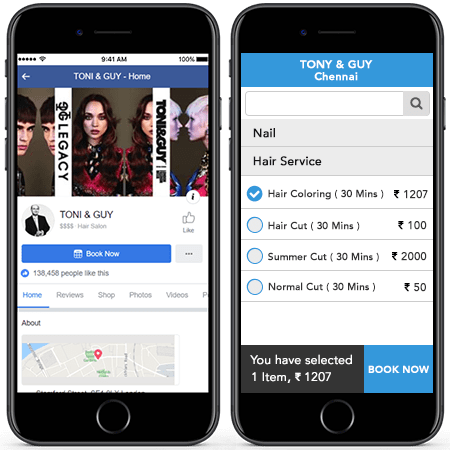 9:41 AM
100%
TONI & GUY - Home
LEGACY
TONI&GUY
TONI & GUY
$$$$ · Hair Salon
Like
Book Now
138,458 people like this
Home Reviews Shop Photos Videos
About
TONY & GUY
Chennai
Nail
Hair Service
Hair Coloring ( 30 Mins ) ₹ 1207
Hair Cut ( 30 Mins ) ₹ 100
Summer Cut ( 30 Mins ) ₹ 2000
Normal Cut ( 30 Mins ) ₹ 50
You have selected
1 Item, ₹ 1207
BOOK NOW